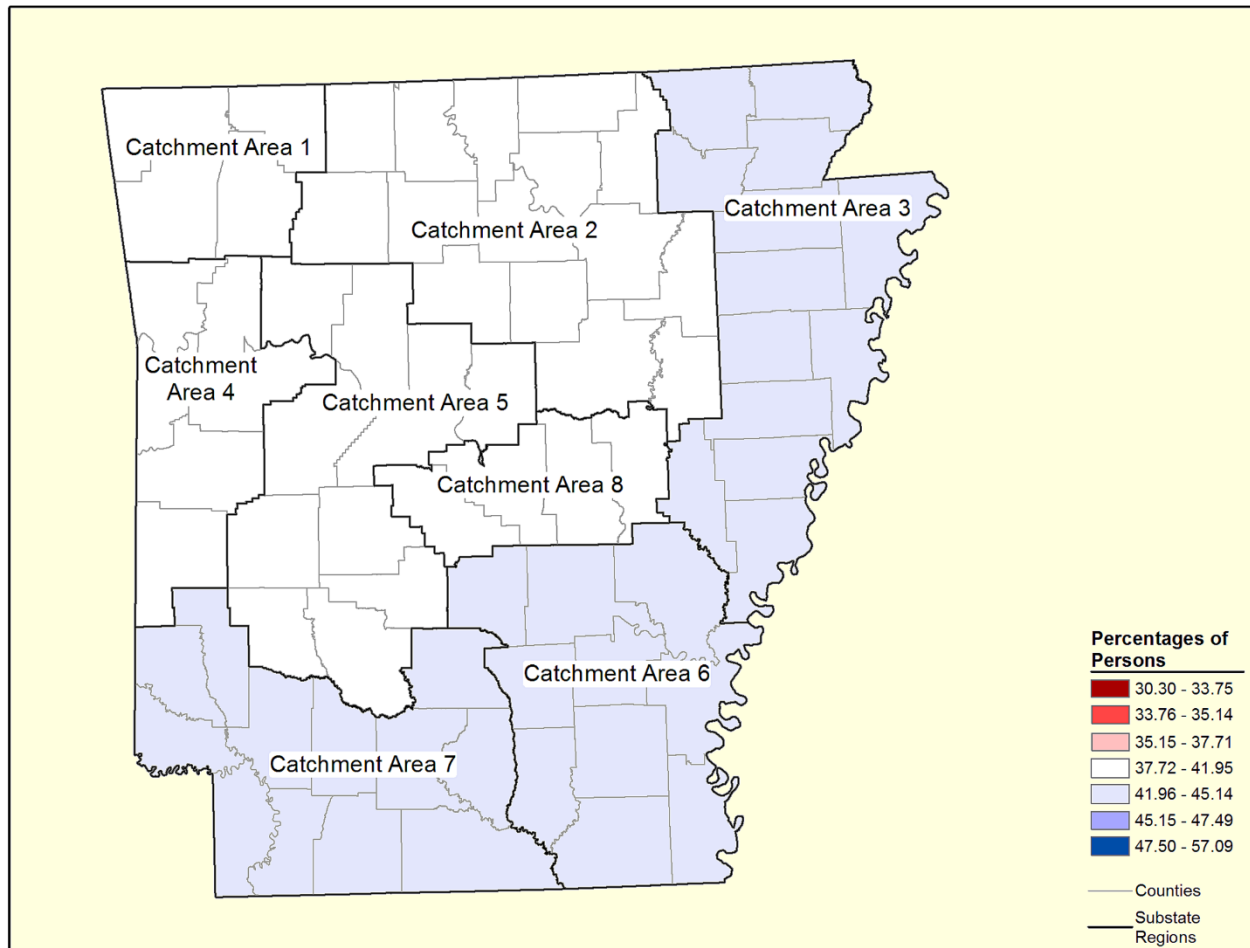 Catchment Area 1
Catchment Area 3
Catchment Area 2
Catchment
Area 4
Catchment Area 5
Catchment Area 8
Catchment Area 6
Catchment Area 7
Percentages of
Persons
30.30 - 33.75
33.76 - 35.14
35.15 - 37.71
37.72 - 41.95
41.96 - 45.14
45.15 - 47.49
47.50 - 57.09
Counties
Substate
Regions